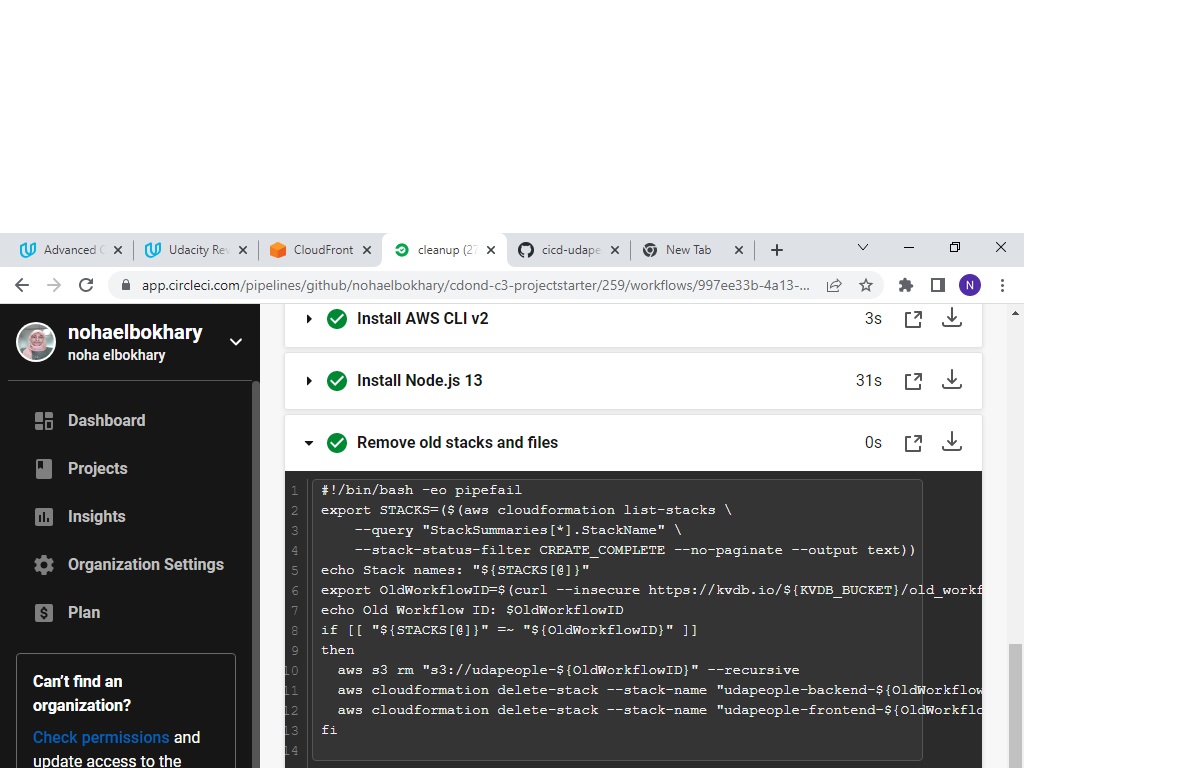 Advanced C
Udacity Rev
CloudFront
cleanup (27
cicd-udape
New Tab
app.circleci.com/pipelines/github/nohaelbokhary/cdond-c3-projectstarter/259/workflows/997ee33b-4a13-...
N
nohaelbokhary
noha elbokhary
Dashboard
Projects
Insights
Organization Settings
Plan
Can't find an
organization?
Check permissions and
update access to the
Install AWS CLI v2 3s
Install Node.js 13 31s
Remove old stacks and files 0s
1 #!/bin/bash -eo pipefail
2 export STACKS=($(aws cloudformation list-stacks \
3 --query "StackSummaries[*].StackName" \
4 --stack-status-filter CREATE_COMPLETE --no-paginate --output text))
5 echo Stack names: "${STACKS[@]}"
6 export OldWorkflowID=$(curl --insecure https://kvdb.io/${KVDB_BUCKET}/old_workf
7 echo Old Workflow ID: $OldWorkflowID
8 if [[ "${STACKS[@]}" =~ "${OldWorkflowID}" ]]
9 then
10 aws s3 rm "s3://udapeople-${OldWorkflowID}" --recursive
11 aws cloudformation delete-stack --stack-name "udapeople-backend-${OldWorkflow
12 aws cloudformation delete-stack --stack-name "udapeople-frontend-${OldWorkflo
13 fi
14